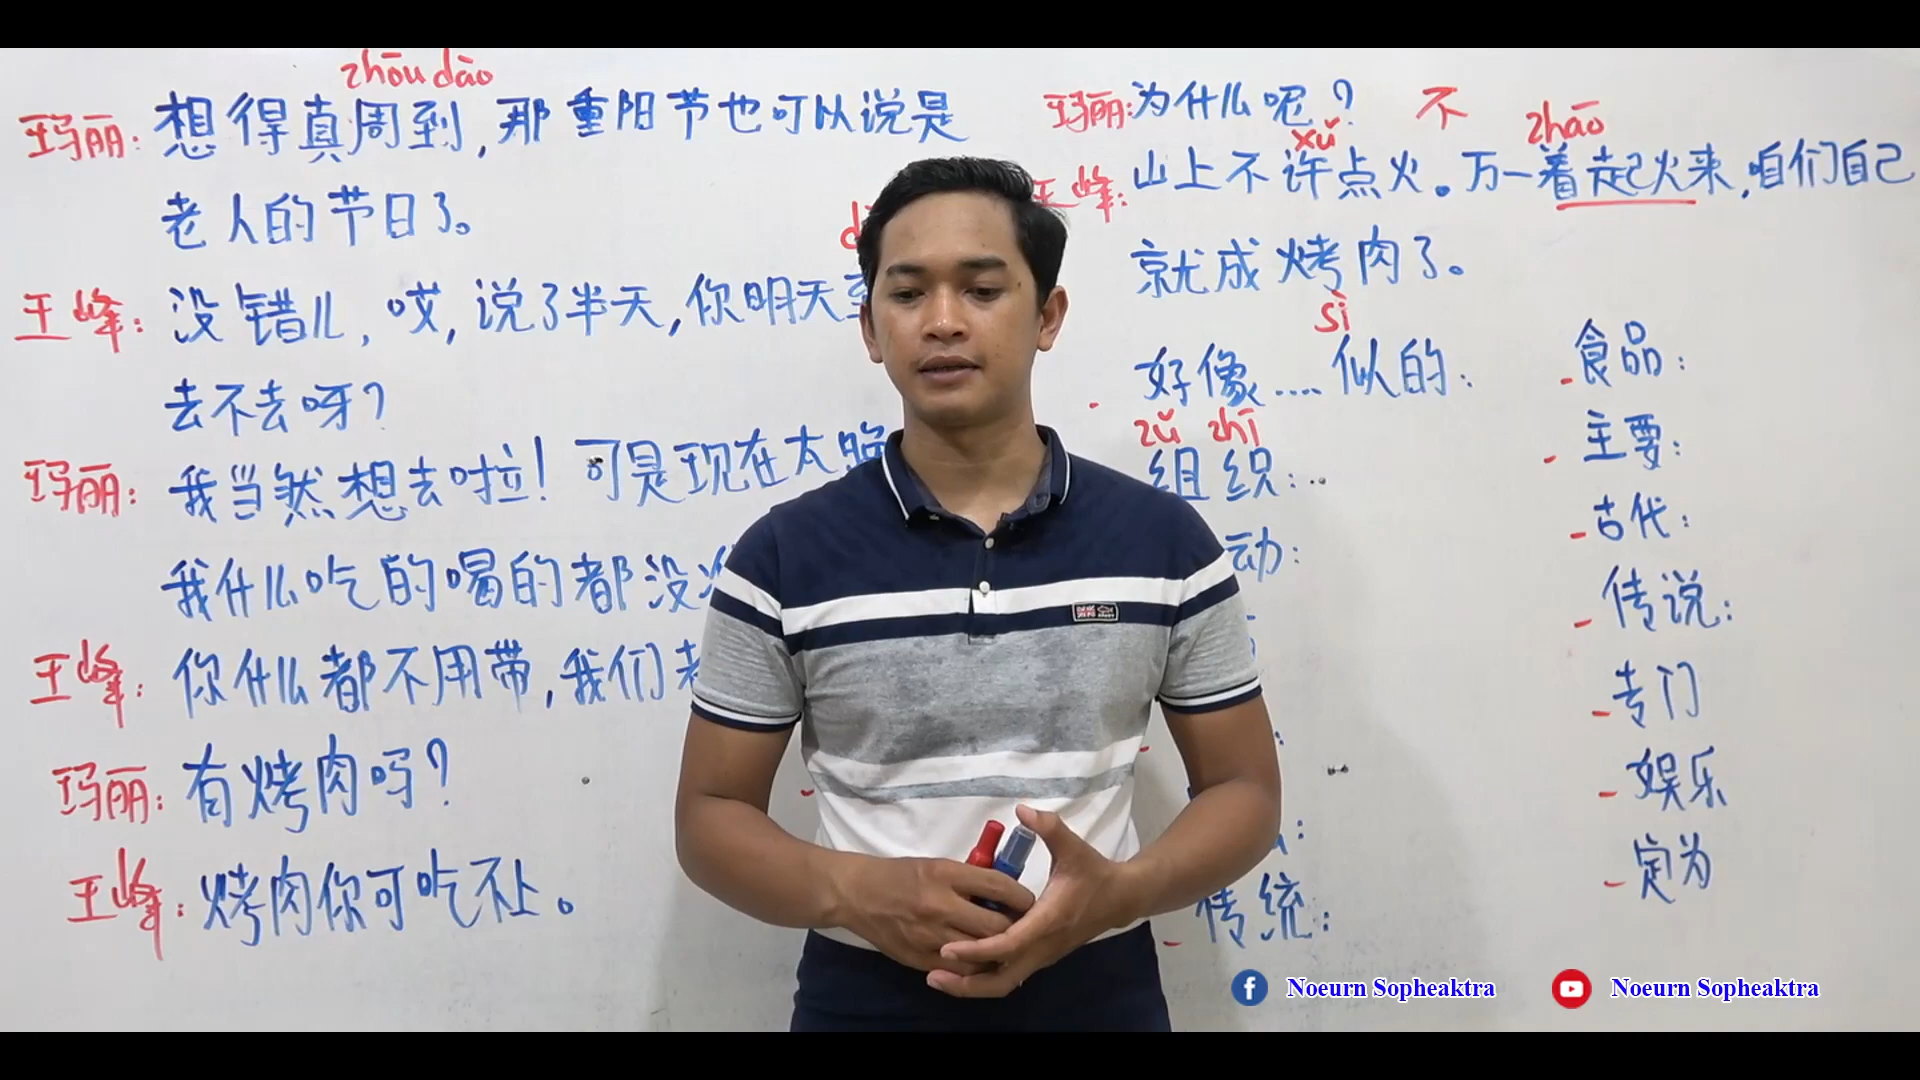 zhōu dào
玛丽: 想得真周到, 那重阳节也可以说是
老人的节日了。
王峰: 没错儿, 哎, 说了半天, 你明天
去不去呀?
玛丽: 我当然想去啦! 可是现在太晚
我什么吃的喝的都没
王峰: 你什么都不用带, 我们
玛丽: 有烤肉吗?
王峰: 烤肉你可吃不上。
玛丽: 为什么呢? 不
xǔ zhāo
王峰: 山上不许点火。万一着起火来, 咱们自己
就成烤肉了。
sì
- 好像....似的:
zǔ zhī
组织:
动:
- 传统:
- 食品:
- 主要:
- 古代:
- 传说:
- 专门
- 娱乐
- 定为
Noeurn Sopheaktra
Noeurn Sopheaktra